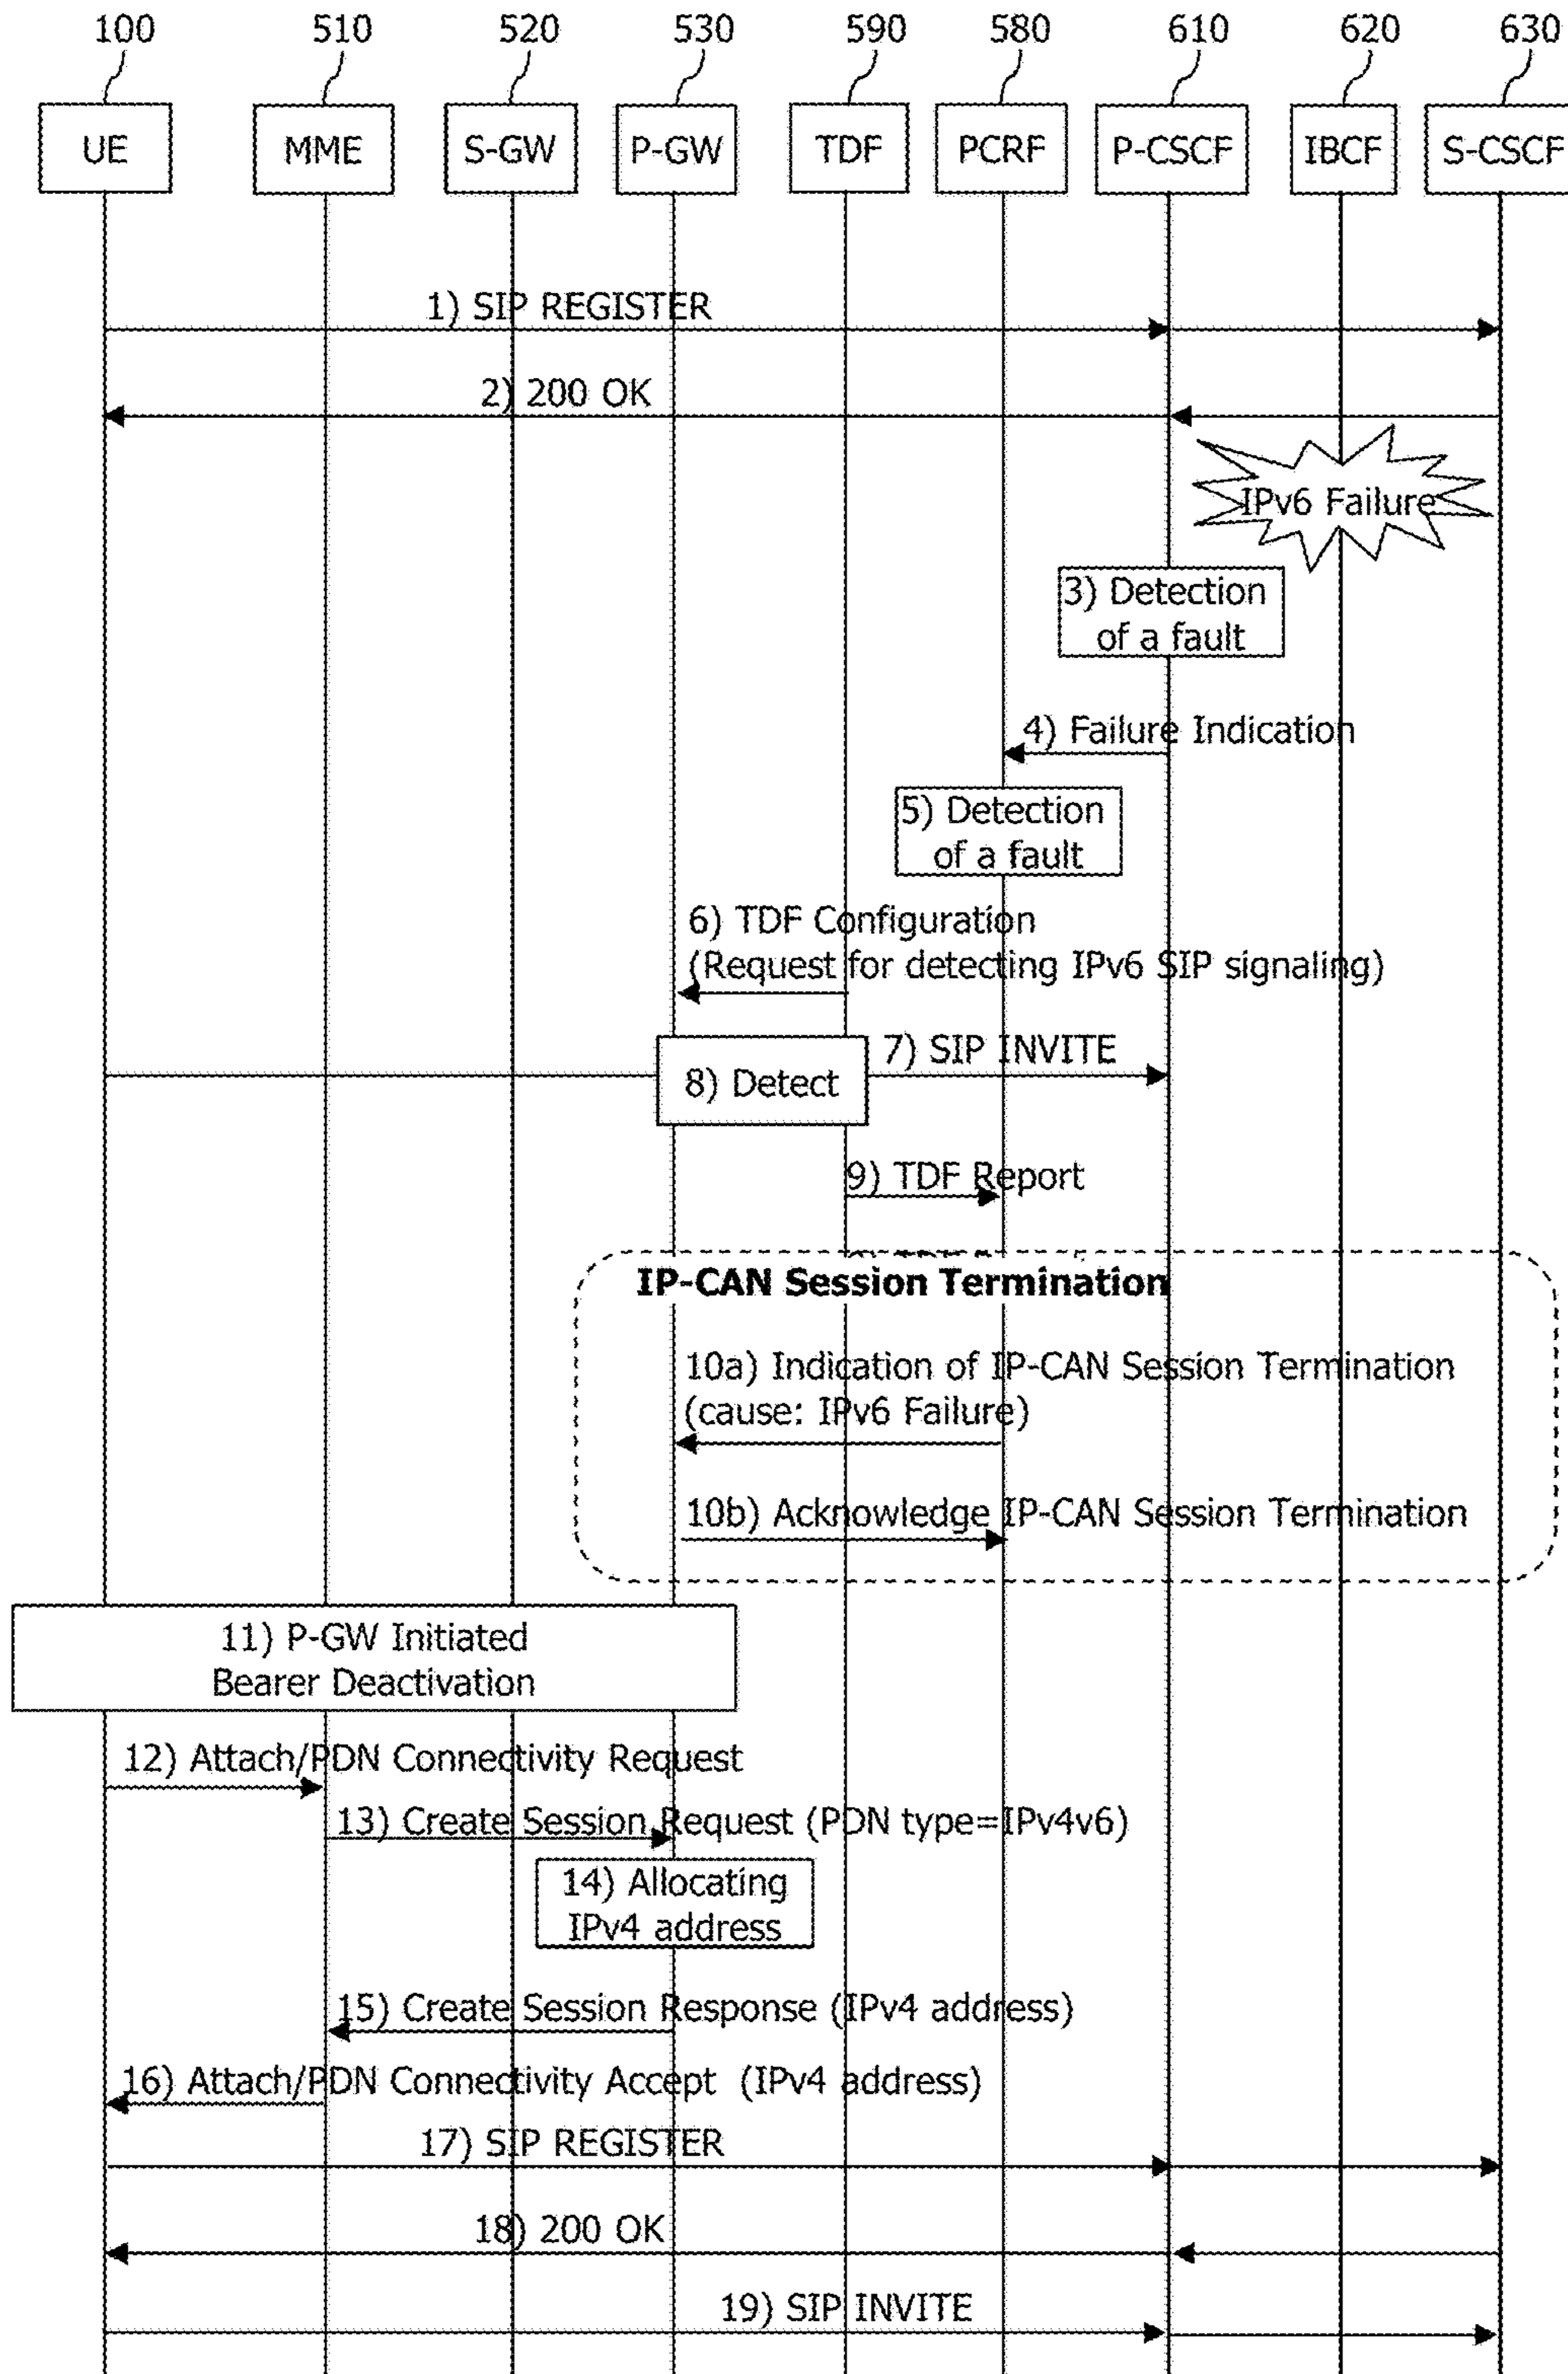 100 510 520 530 590 580 610 620 630
UE MME S-GW P-GW TDF PCRF P-CSCF IBCF S-CSCF
1) SIP REGISTER
2) 200 OK
IPv6 Failure
3) Detection
of a fault
4) Failure Indication
5) Detection
of a fault
6) TDF Configuration
(Request for detecting IPv6 SIP signaling)
7) SIP INVITE
8) Detect
9) TDF Report
IP-CAN Session Termination
10a) Indication of IP-CAN Session Termination
(cause: IPv6 Failure)
10b) Acknowledge IP-CAN Session Termination
11) P-GW Initiated
Bearer Deactivation
12) Attach/PDN Connectivity Request
13) Create Session Request (PDN type=IPv4v6)
14) Allocating
IPv4 address
15) Create Session Response (IPv4 address)
16) Attach/PDN Connectivity Accept (IPv4 address)
17) SIP REGISTER
18) 200 OK
19) SIP INVITE